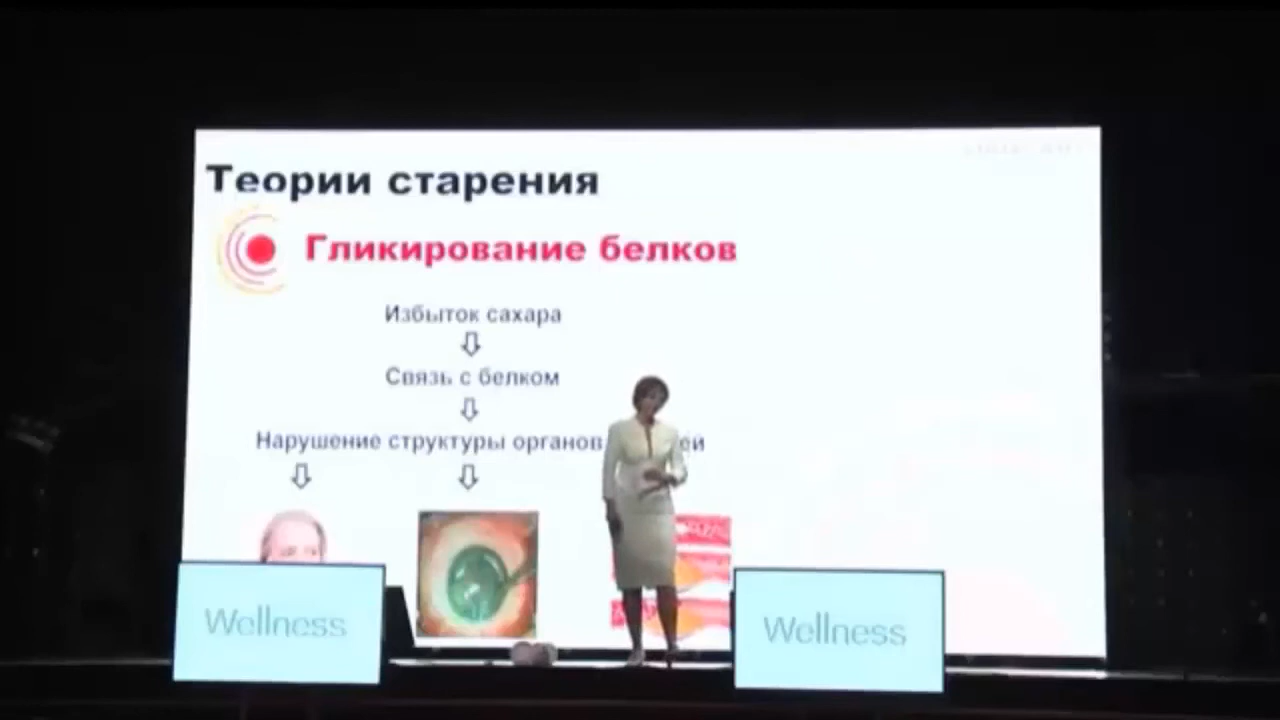 Теории старения
Гликирование белков
Избыток сахара
Связь с белком
Нарушение структуры органов
Wellness
Wellness